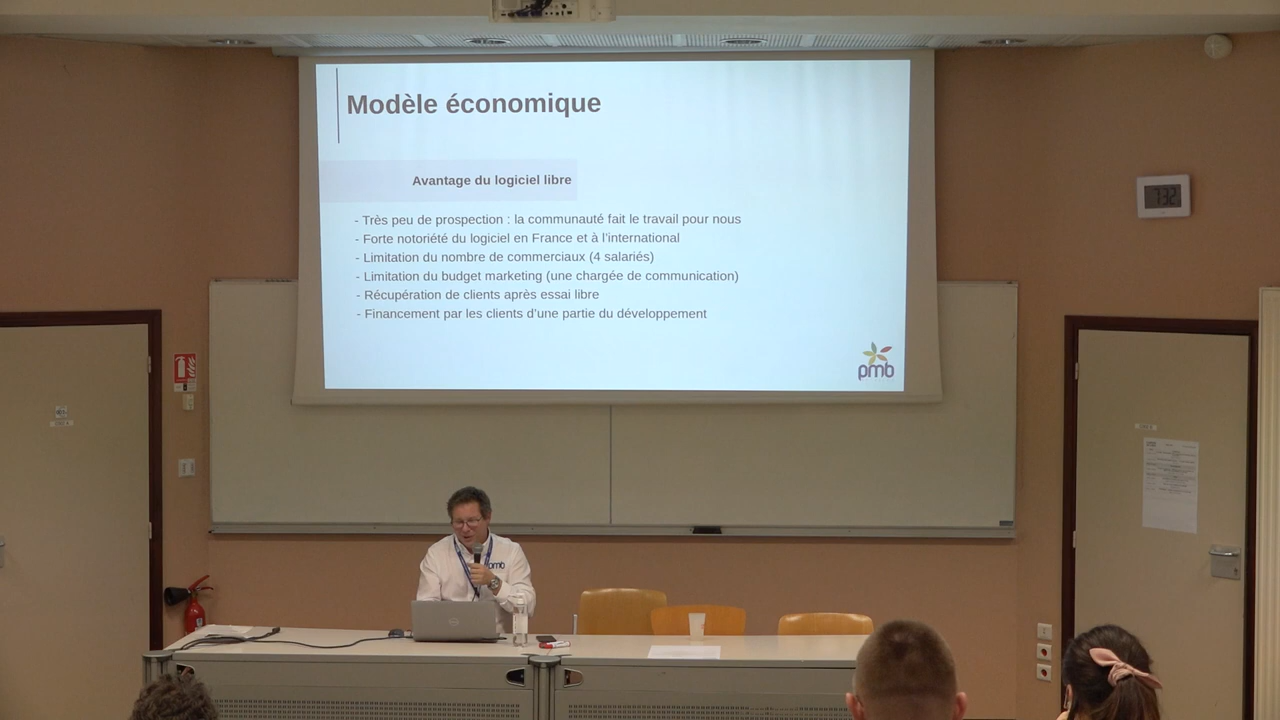 Modèle économique
Avantage du logiciel libre
- Très peu de prospection : la communauté fait le travail pour nous
- Forte notoriété du logiciel en France et à l'international
- Limitation du nombre de commerciaux (4 salariés)
- Limitation du budget marketing (une chargée de communication)
- Récupération de clients après essai libre
- Financement par les clients d'une partie du développement
pmb
pmb